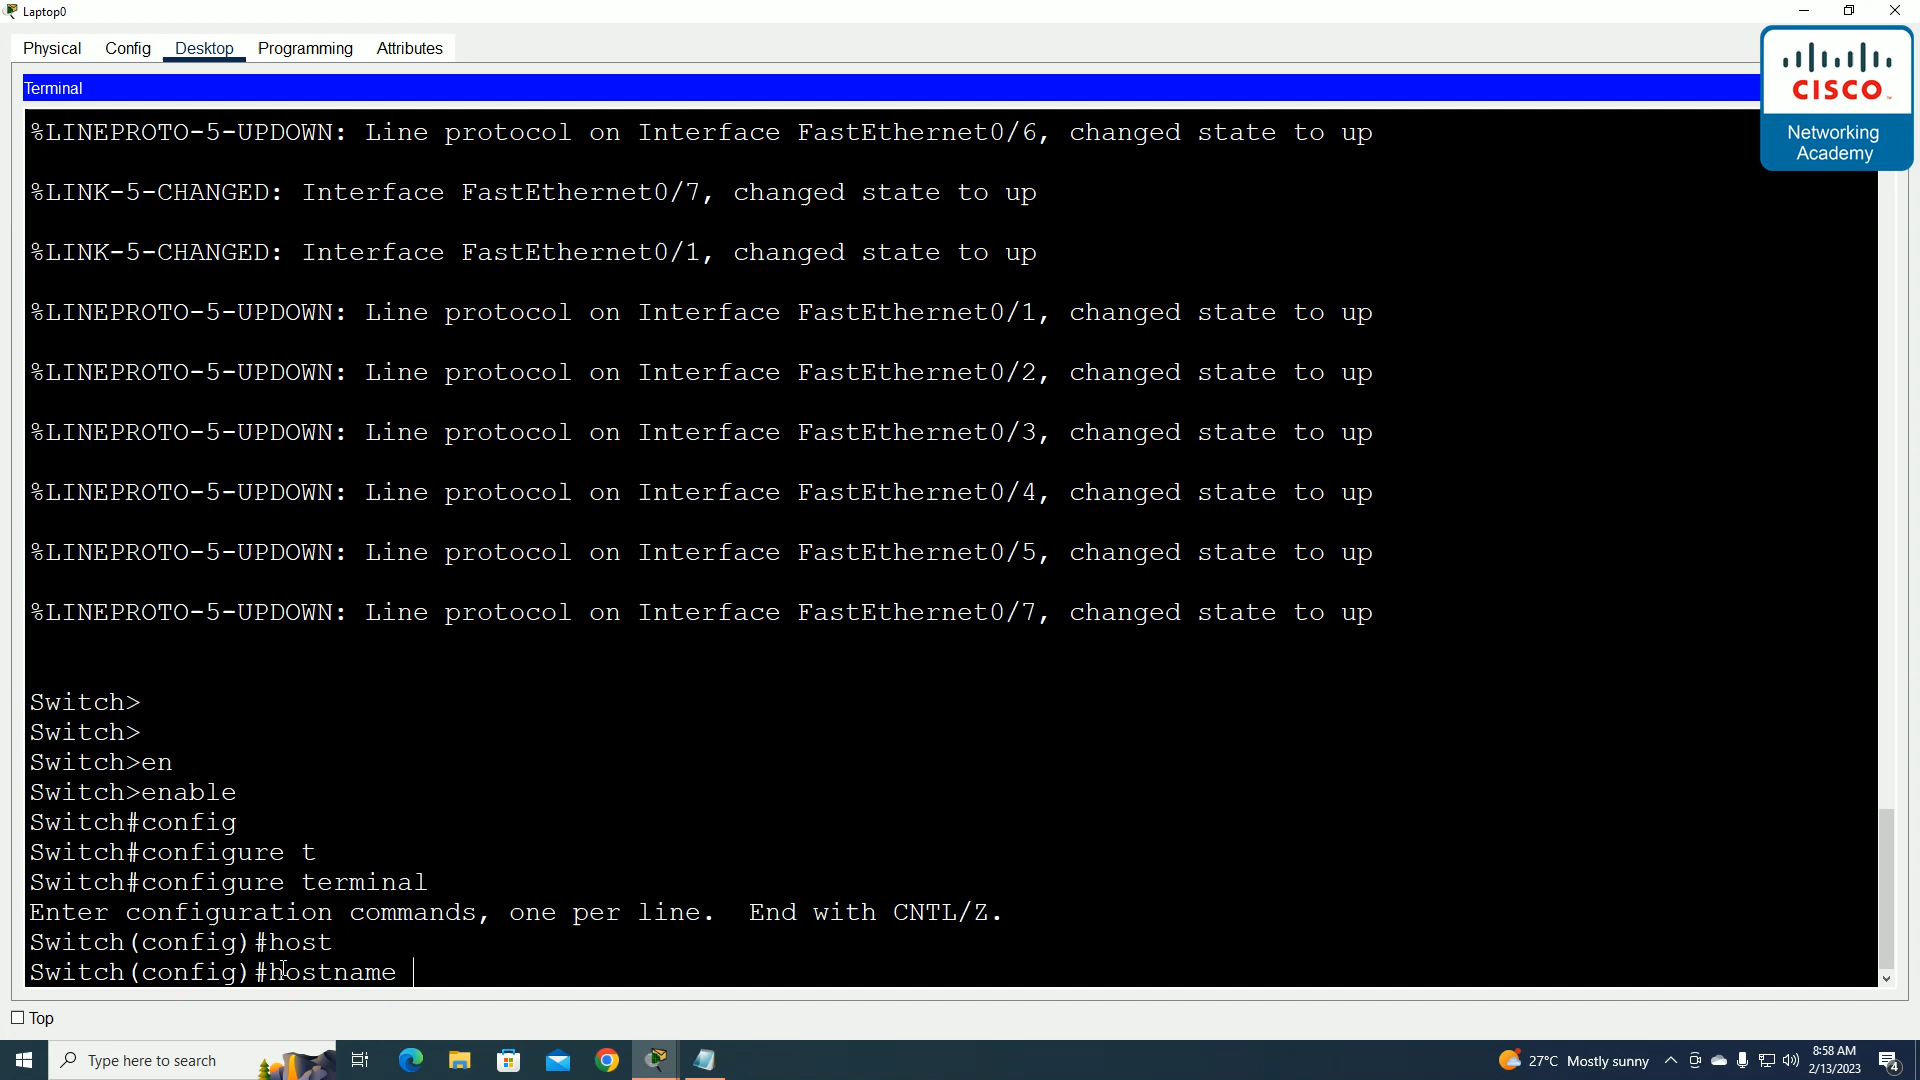 Laptop0
Physical Config Desktop Programming Attributes
CISCO
Networking
Academy
Terminal
%LINEPROTO-5-UPDOWN: Line protocol on Interface FastEthernet0/6, changed state to up
%LINK-5-CHANGED: Interface FastEthernet0/7, changed state to up
%LINK-5-CHANGED: Interface FastEthernet0/1, changed state to up
%LINEPROTO-5-UPDOWN: Line protocol on Interface FastEthernet0/1, changed state to up
%LINEPROTO-5-UPDOWN: Line protocol on Interface FastEthernet0/2, changed state to up
%LINEPROTO-5-UPDOWN: Line protocol on Interface FastEthernet0/3, changed state to up
%LINEPROTO-5-UPDOWN: Line protocol on Interface FastEthernet0/4, changed state to up
%LINEPROTO-5-UPDOWN: Line protocol on Interface FastEthernet0/5, changed state to up
%LINEPROTO-5-UPDOWN: Line protocol on Interface FastEthernet0/7, changed state to up
Switch>
Switch>
Switch>en
Switch>enable
Switch#config
Switch#configure t
Switch#configure terminal
Enter configuration commands, one per line.  End with CNTL/Z.
Switch(config)#host
Switch(config)#hostname
Top
Type here to search
27°C Mostly sunny
8:58 AM
2/13/2023
4